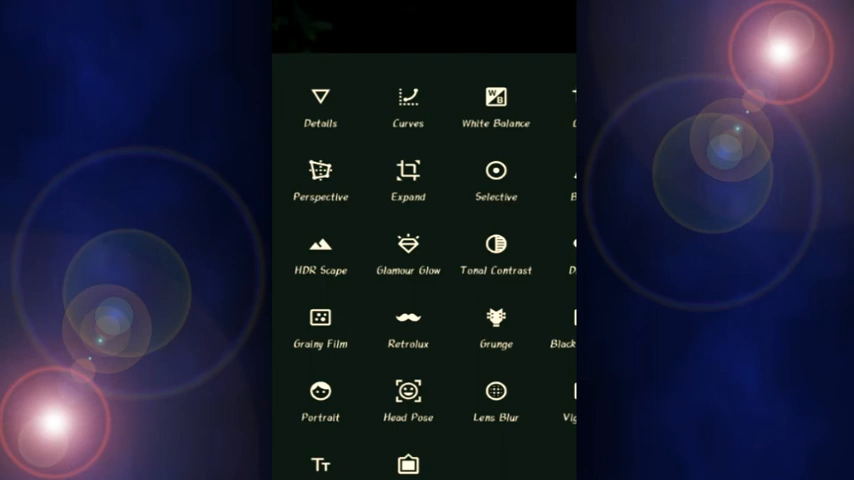 Details Curves White Balance
Perspective Expand Selective
HDR Scape Glamour Glow Tonal Contrast
Grainy Film Retrolux Grunge Black
Portrait Head Pose Lens Blur